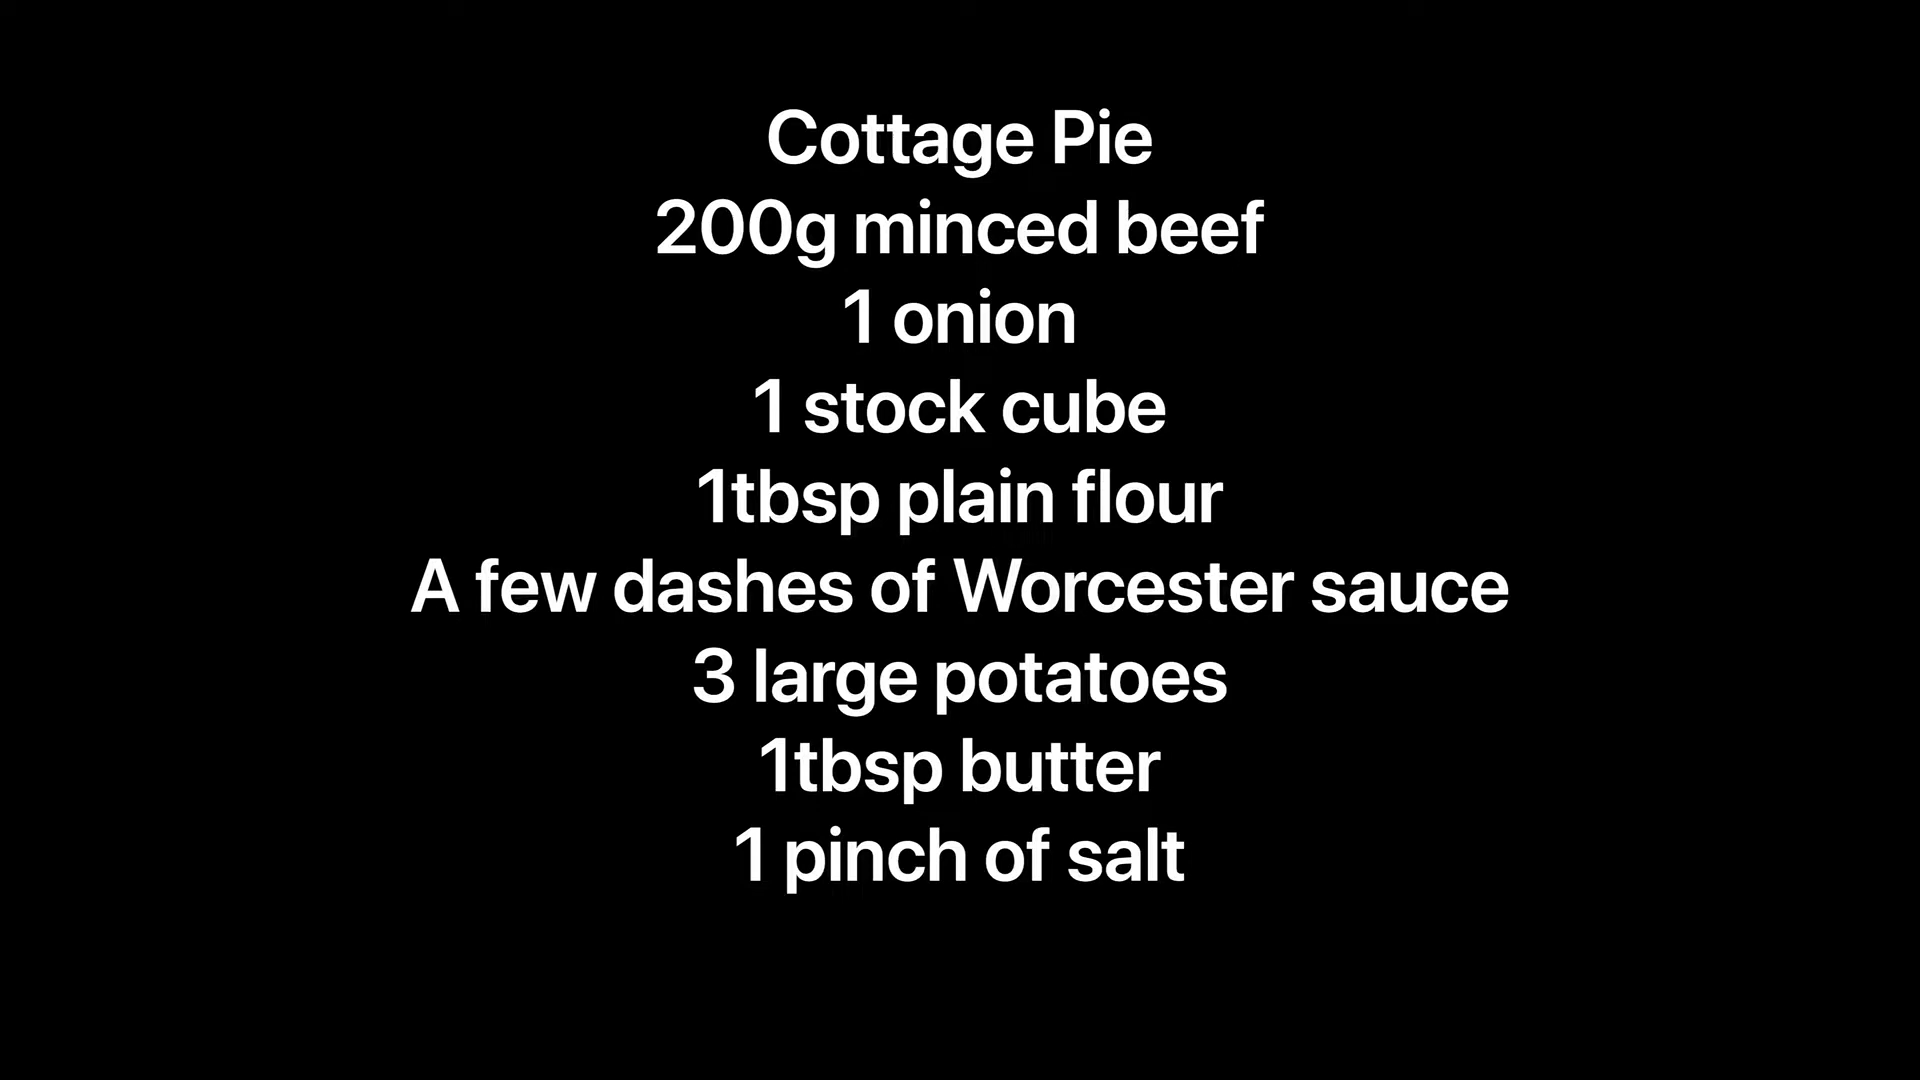 Cottage Pie
200g minced beef
1 onion
1 stock cube
1tbsp plain flour
A few dashes of Worcester sauce
3 large potatoes
1tbsp butter
1 pinch of salt